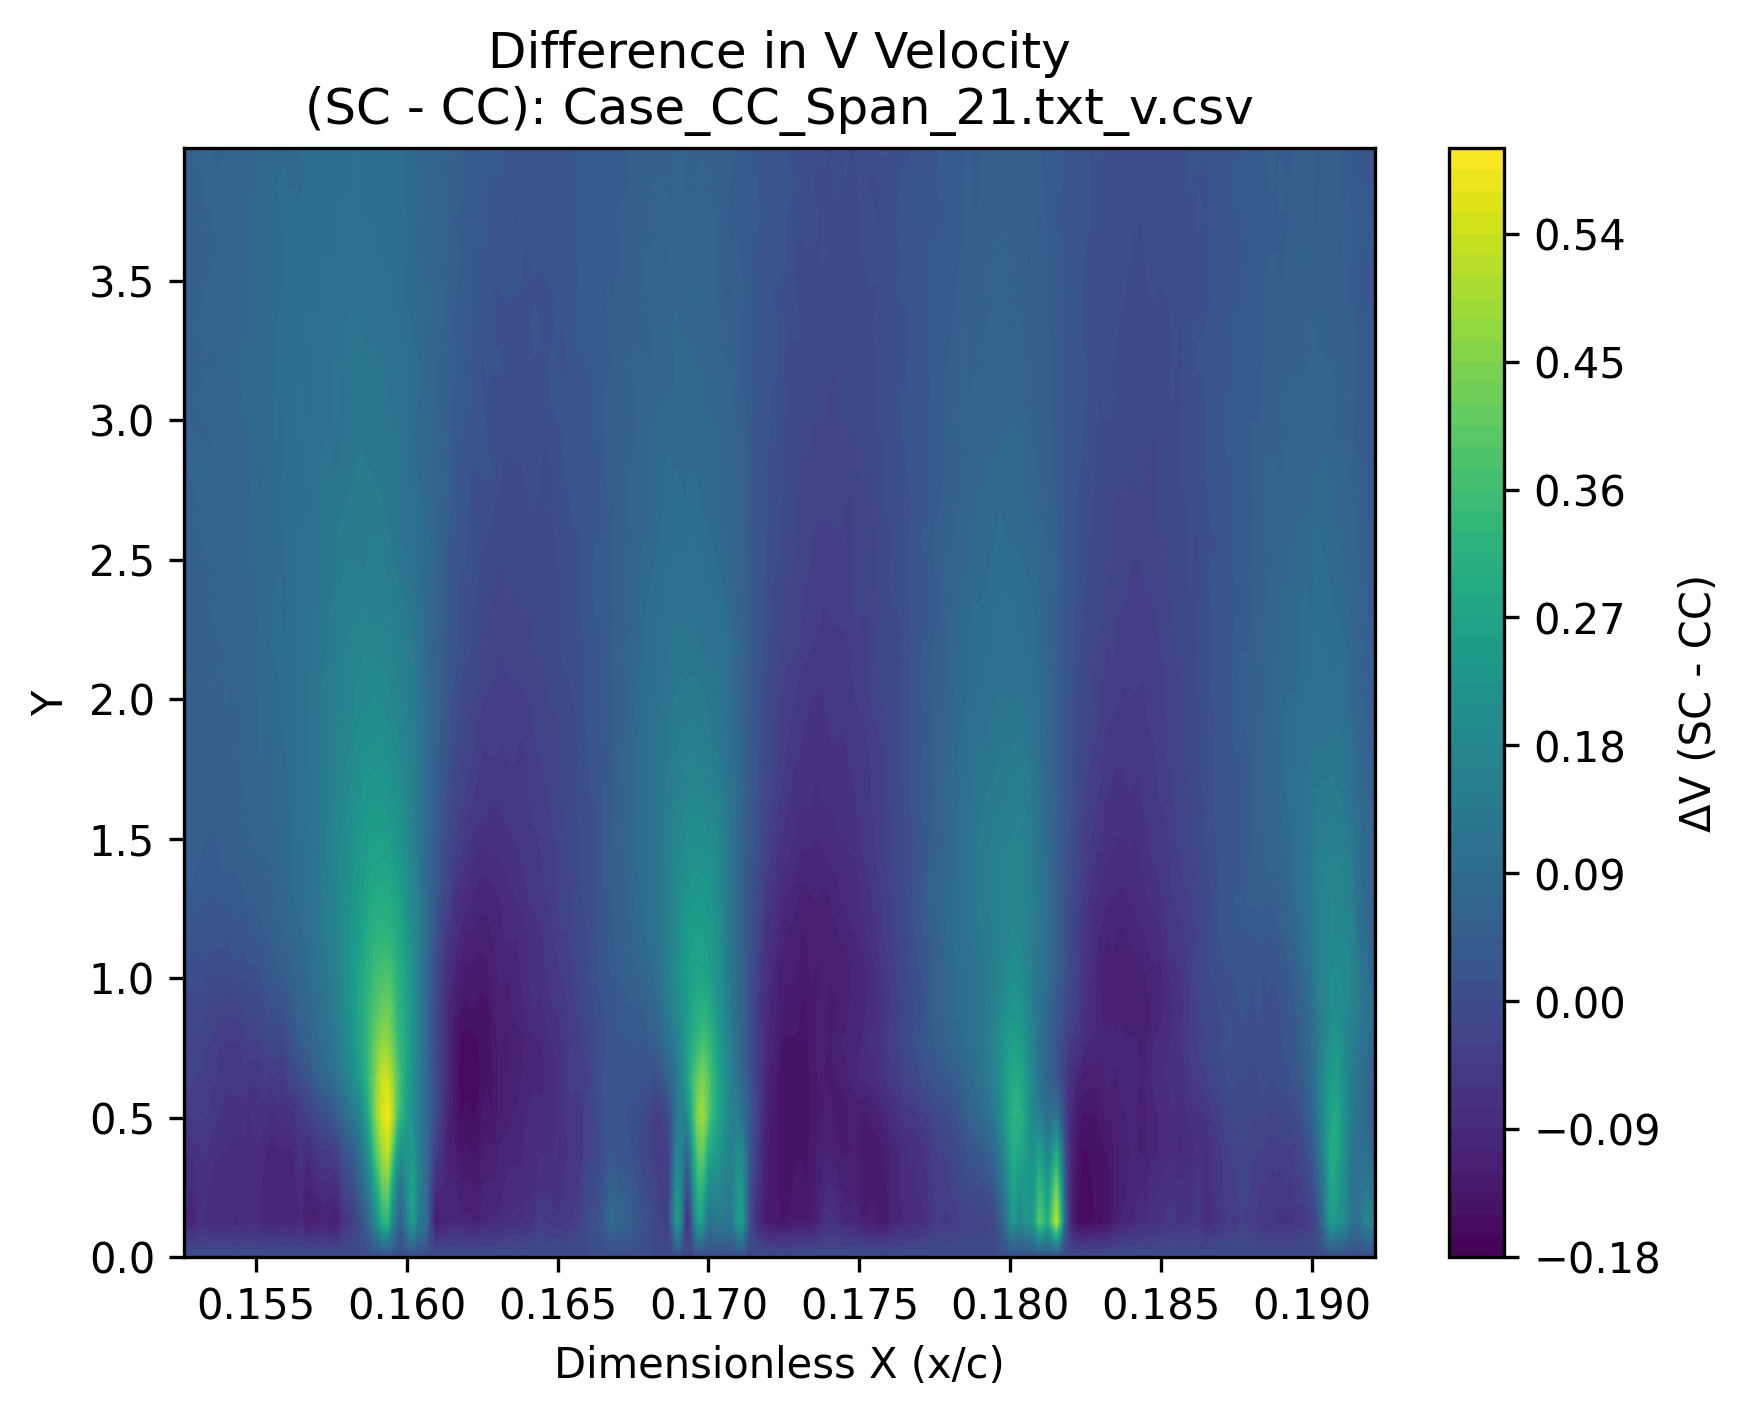 Difference in V Velocity
(SC - CC): Case_CC_Span_21.txt_v.csv
Y
3.5
3.0
2.5
2.0
1.5
1.0
0.5
0.0
0.155 0.160 0.165 0.170 0.175 0.180 0.185 0.190
Dimensionless X (x/c)
0.54
0.45
0.36
0.27
0.18
0.09
0.00
−0.09
−0.18
ΔV (SC - CC)